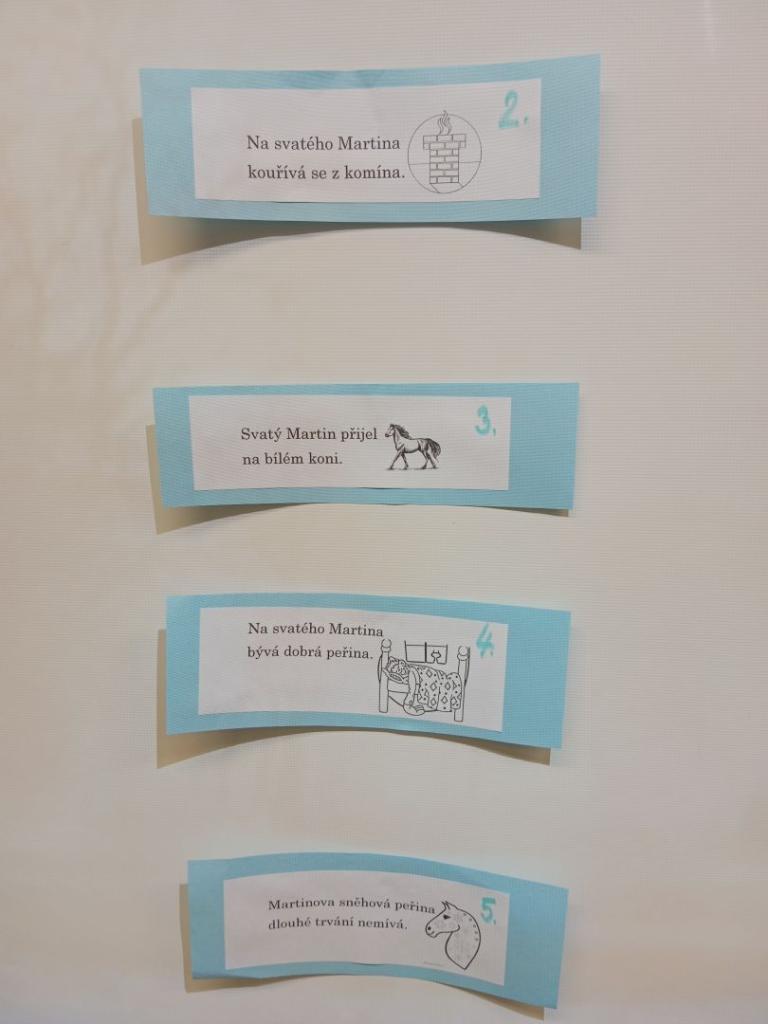 2.
Na svatého Martina
kouřívá se z komína.
3.
Svatý Martin přijel
na bílém koni.
4.
Na svatého Martina
bývá dobrá peřina.
5.
Martinova sněhová peřina
dlouhé trvání nemívá.